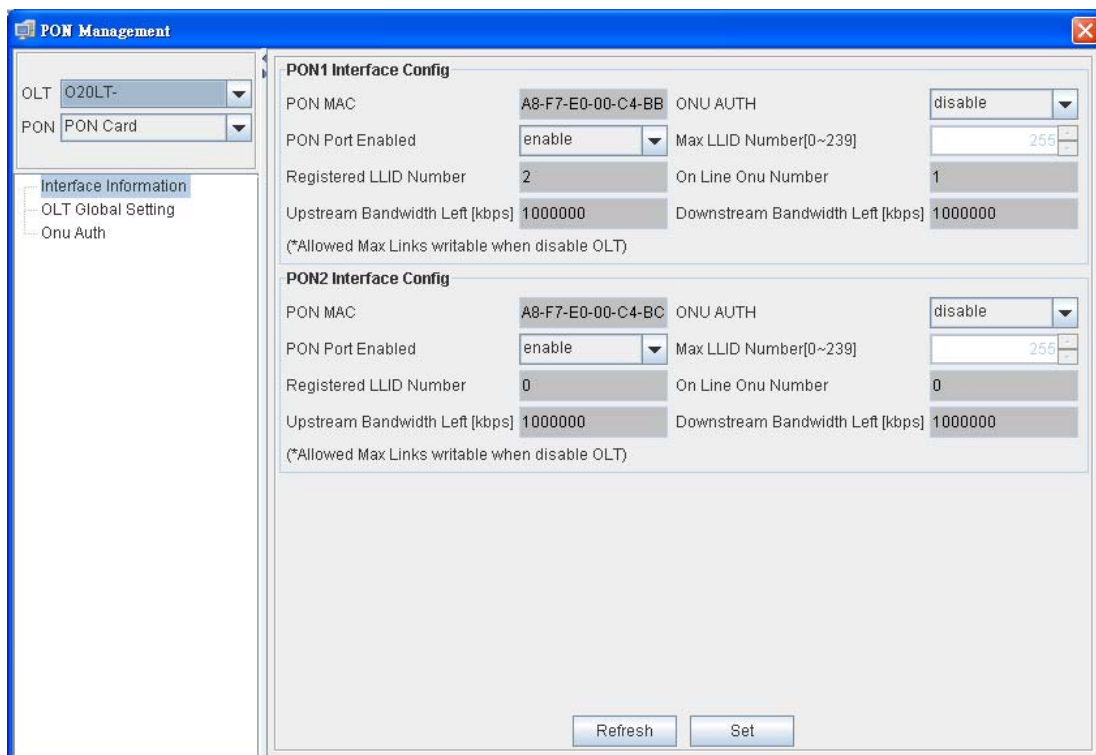 PON Management
OLT O20LT-
PON PON Card
Interface Information
OLT Global Setting
Onu Auth
PON1 Interface Config
PON MAC A8-F7-E0-00-C4-BB ONU AUTH disable
PON Port Enabled enable Max LLID Number[0~239] 255
Registered LLID Number 2 On Line Onu Number 1
Upstream Bandwidth Left [kbps] 1000000 Downstream Bandwidth Left [kbps] 1000000
(*Allowed Max Links writable when disable OLT)
PON2 Interface Config
PON MAC A8-F7-E0-00-C4-BC ONU AUTH disable
PON Port Enabled enable Max LLID Number[0~239] 255
Registered LLID Number 0 On Line Onu Number 0
Upstream Bandwidth Left [kbps] 1000000 Downstream Bandwidth Left [kbps] 1000000
(*Allowed Max Links writable when disable OLT)
Refresh Set